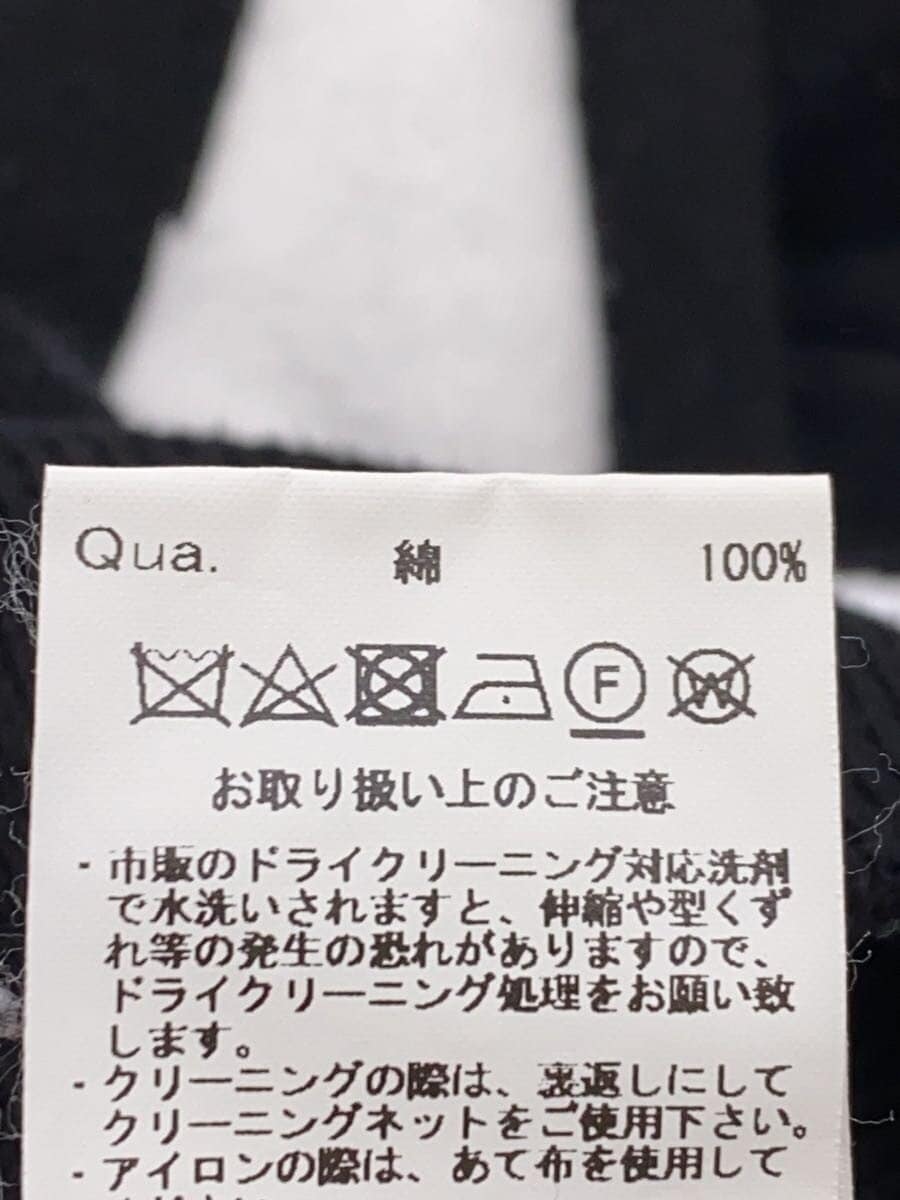 Qua. 綿 100%
F W
お取り扱い上のご注意
・市販のドライクリーニング対応洗剤
で水洗いされますと、伸縮や型くず
れ等の発生の恐れがありますので、
ドライクリーニング処理をお願い致
します。
・クリーニングの際は、裏返しにして
クリーニングネットをご使用下さい。
・アイロンの際は、あて布を使用して